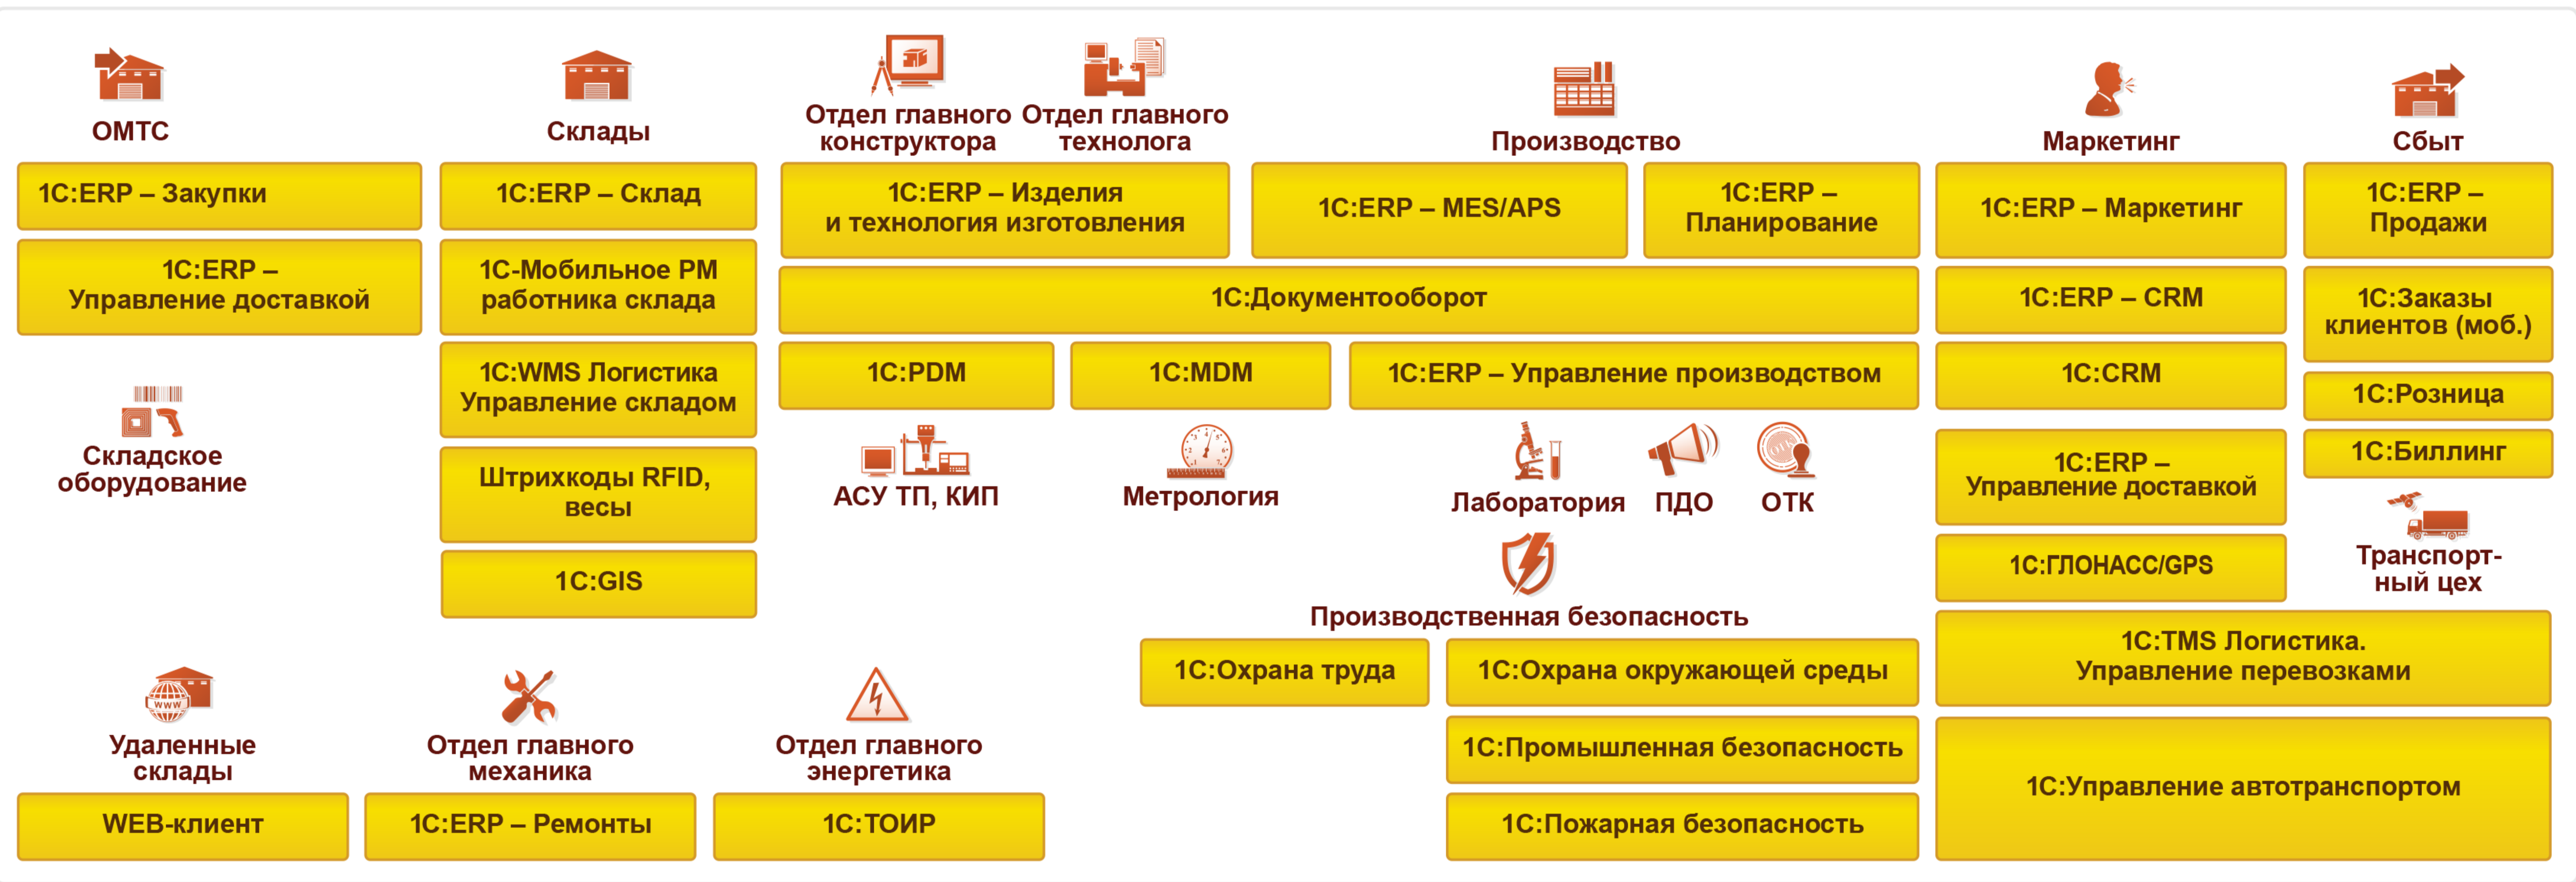 ОМТС
Склады
Отдел главного
конструктора
Отдел главного
технолога
Производство
Маркетинг
Сбыт
1С:ERP – Закупки
1С:ERP – Склад
1С:ERP – Изделия
и технология изготовления
1С:ERP – MES/APS
1С:ERP –
Планирование
1С:ERP – Маркетинг
1С:ERP –
Продажи
1С:ERP –
Управление доставкой
1С-Мобильное РМ
работника склада
1С:Документооборот
1С:ERP – CRM
1С:Заказы
клиентов (моб.)
1С:WMS Логистика
Управление складом
1С:PDM
1С:MDM
1С:ERP – Управление производством
1С:CRM
1С:Розница
Складское
оборудование
Штрихкоды RFID,
весы
АСУ ТП, КИП
Метрология
Лаборатория
ПДО
ОТК
1С:ERP –
Управление доставкой
1С:Биллинг
1С:GIS
1С:ГЛОНАСС/GPS
Транспорт-
ный цех
Производственная безопасность
1С:Охрана труда
1С:Охрана окружающей среды
1С:TMS Логистика.
Управление перевозками
WWW
Удаленные
склады
Отдел главного
механика
Отдел главного
энергетика
1С:Промышленная безопасность
1С:Управление автотранспортом
WEB-клиент
1С:ERP – Ремонты
1С:ТОИР
1С:Пожарная безопасность